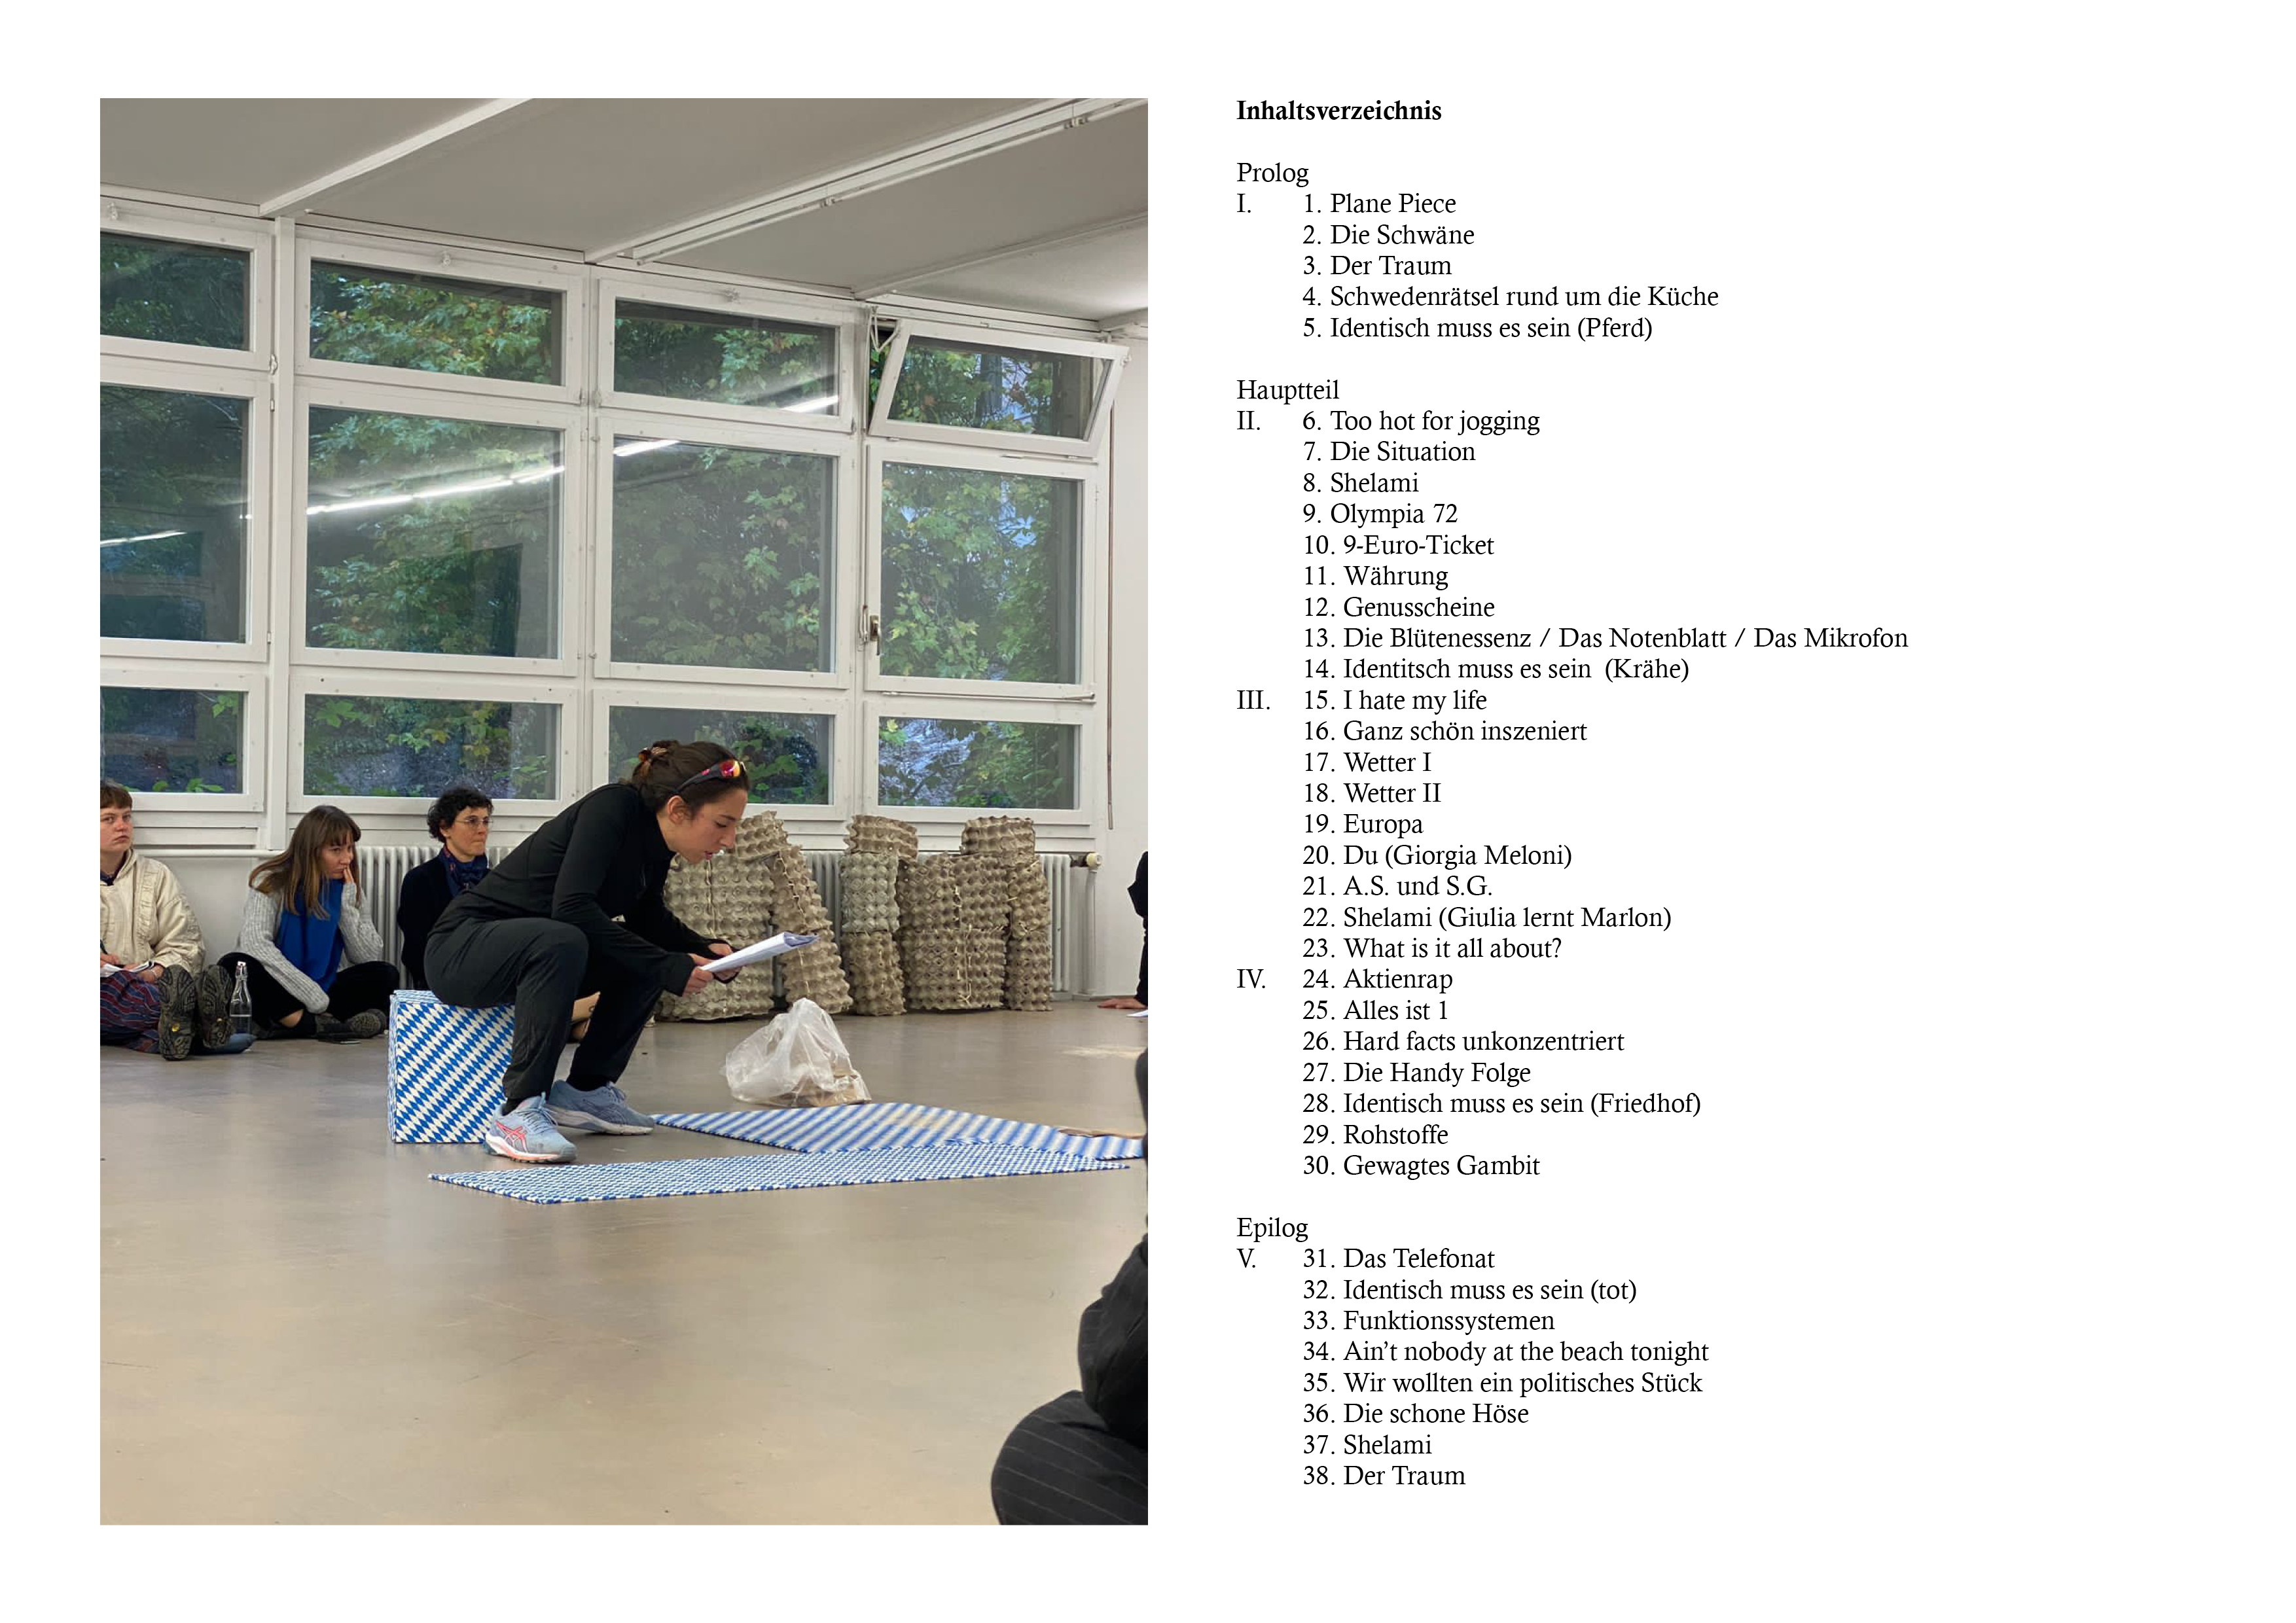 Inhaltsverzeichnis
Prolog
I. 1. Plane Piece
2. Die Schwäne
3. Der Traum
4. Schwedenrätsel rund um die Küche
5. Identisch muss es sein (Pferd)
Hauptteil
II. 6. Too hot for jogging
7. Die Situation
8. Shelami
9. Olympia 72
10. 9-Euro-Ticket
11. Währung
12. Genusscheine
13. Die Blütenessenz / Das Notenblatt / Das Mikrofon
14. Identitsch muss es sein (Krähe)
III. 15. I hate my life
16. Ganz schön inszeniert
17. Wetter I
18. Wetter II
19. Europa
20. Du (Giorgia Meloni)
21. A.S. und S.G.
22. Shelami (Giulia lernt Marlon)
23. What is it all about?
IV. 24. Aktienrap
25. Alles ist 1
26. Hard facts unkonzentriert
27. Die Handy Folge
28. Identisch muss es sein (Friedhof)
29. Rohstoffe
30. Gewagtes Gambit
Epilog
V. 31. Das Telefonat
32. Identisch muss es sein (tot)
33. Funktionssystemen
34. Ain’t nobody at the beach tonight
35. Wir wollten ein politisches Stück
36. Die schone Höse
37. Shelami
38. Der Traum